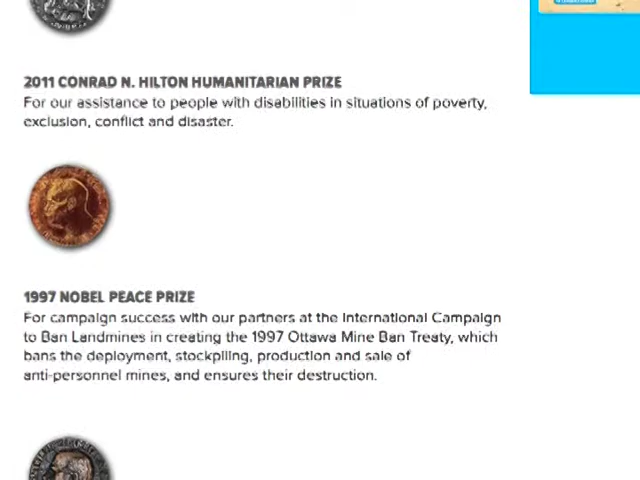 2011 CONRAD N. HILTON HUMANITARIAN PRIZE
For our assistance to people with disabilities in situations of poverty,
exclusion, conflict and disaster.
1997 NOBEL PEACE PRIZE
For campaign success with our partners at the International Campaign
to Ban Landmines in creating the 1997 Ottawa Mine Ban Treaty, which
bans the deployment, stockpiling, production and sale of
anti-personnel mines, and ensures their destruction.